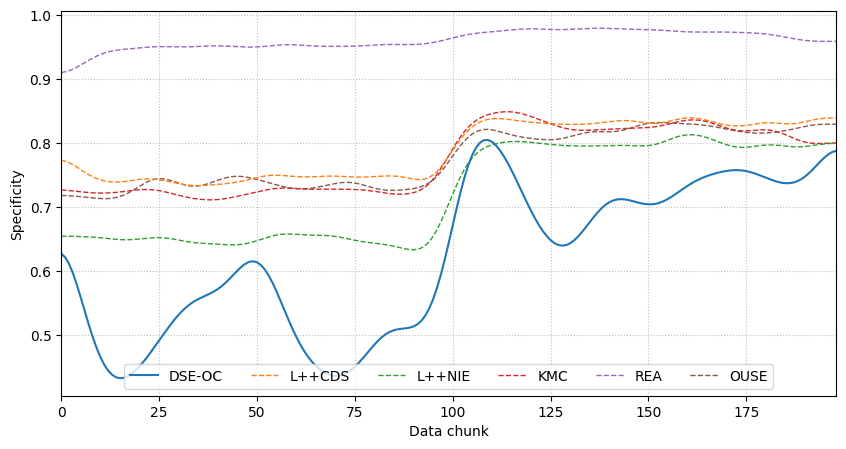 1.0
0.9
0.8
0.7
0.6
0.5
Specificity
DSE-OC L++CDS L++NIE KMC REA OUSE
0 25 50 75 100 125 150 175
Data chunk